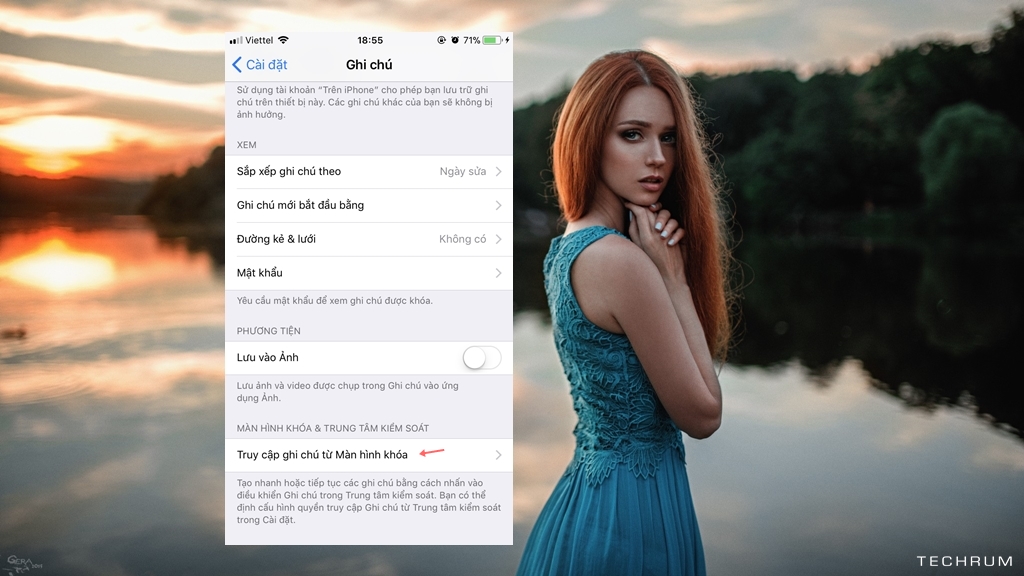 Viettel 18:55 71%
Cài đặt Ghi chú
Sử dụng tài khoản “Trên iPhone” cho phép bạn lưu trữ ghi
chú trên thiết bị này. Các ghi chú khác của bạn sẽ không bị
ảnh hưởng.
XEM
Sắp xếp ghi chú theo Ngày sửa
Ghi chú mới bắt đầu bằng
Đường kẻ & lưới Không có
Mật khẩu
Yêu cầu mật khẩu để xem ghi chú được khóa.
PHƯƠNG TIỆN
Lưu vào Ảnh
Lưu ảnh và video được chụp trong Ghi chú vào ứng
dụng Ảnh.
MÀN HÌNH KHÓA & TRUNG TÂM KIỂM SOÁT
Truy cập ghi chú từ Màn hình khóa
Tạo nhanh hoặc tiếp tục các ghi chú bằng cách nhấn vào
điều khiển Ghi chú trong Trung tâm kiểm soát. Bạn có thể
định cấu hình quyền truy cập Ghi chú từ Trung tâm kiểm soát
trong Cài đặt.
TECHRUM